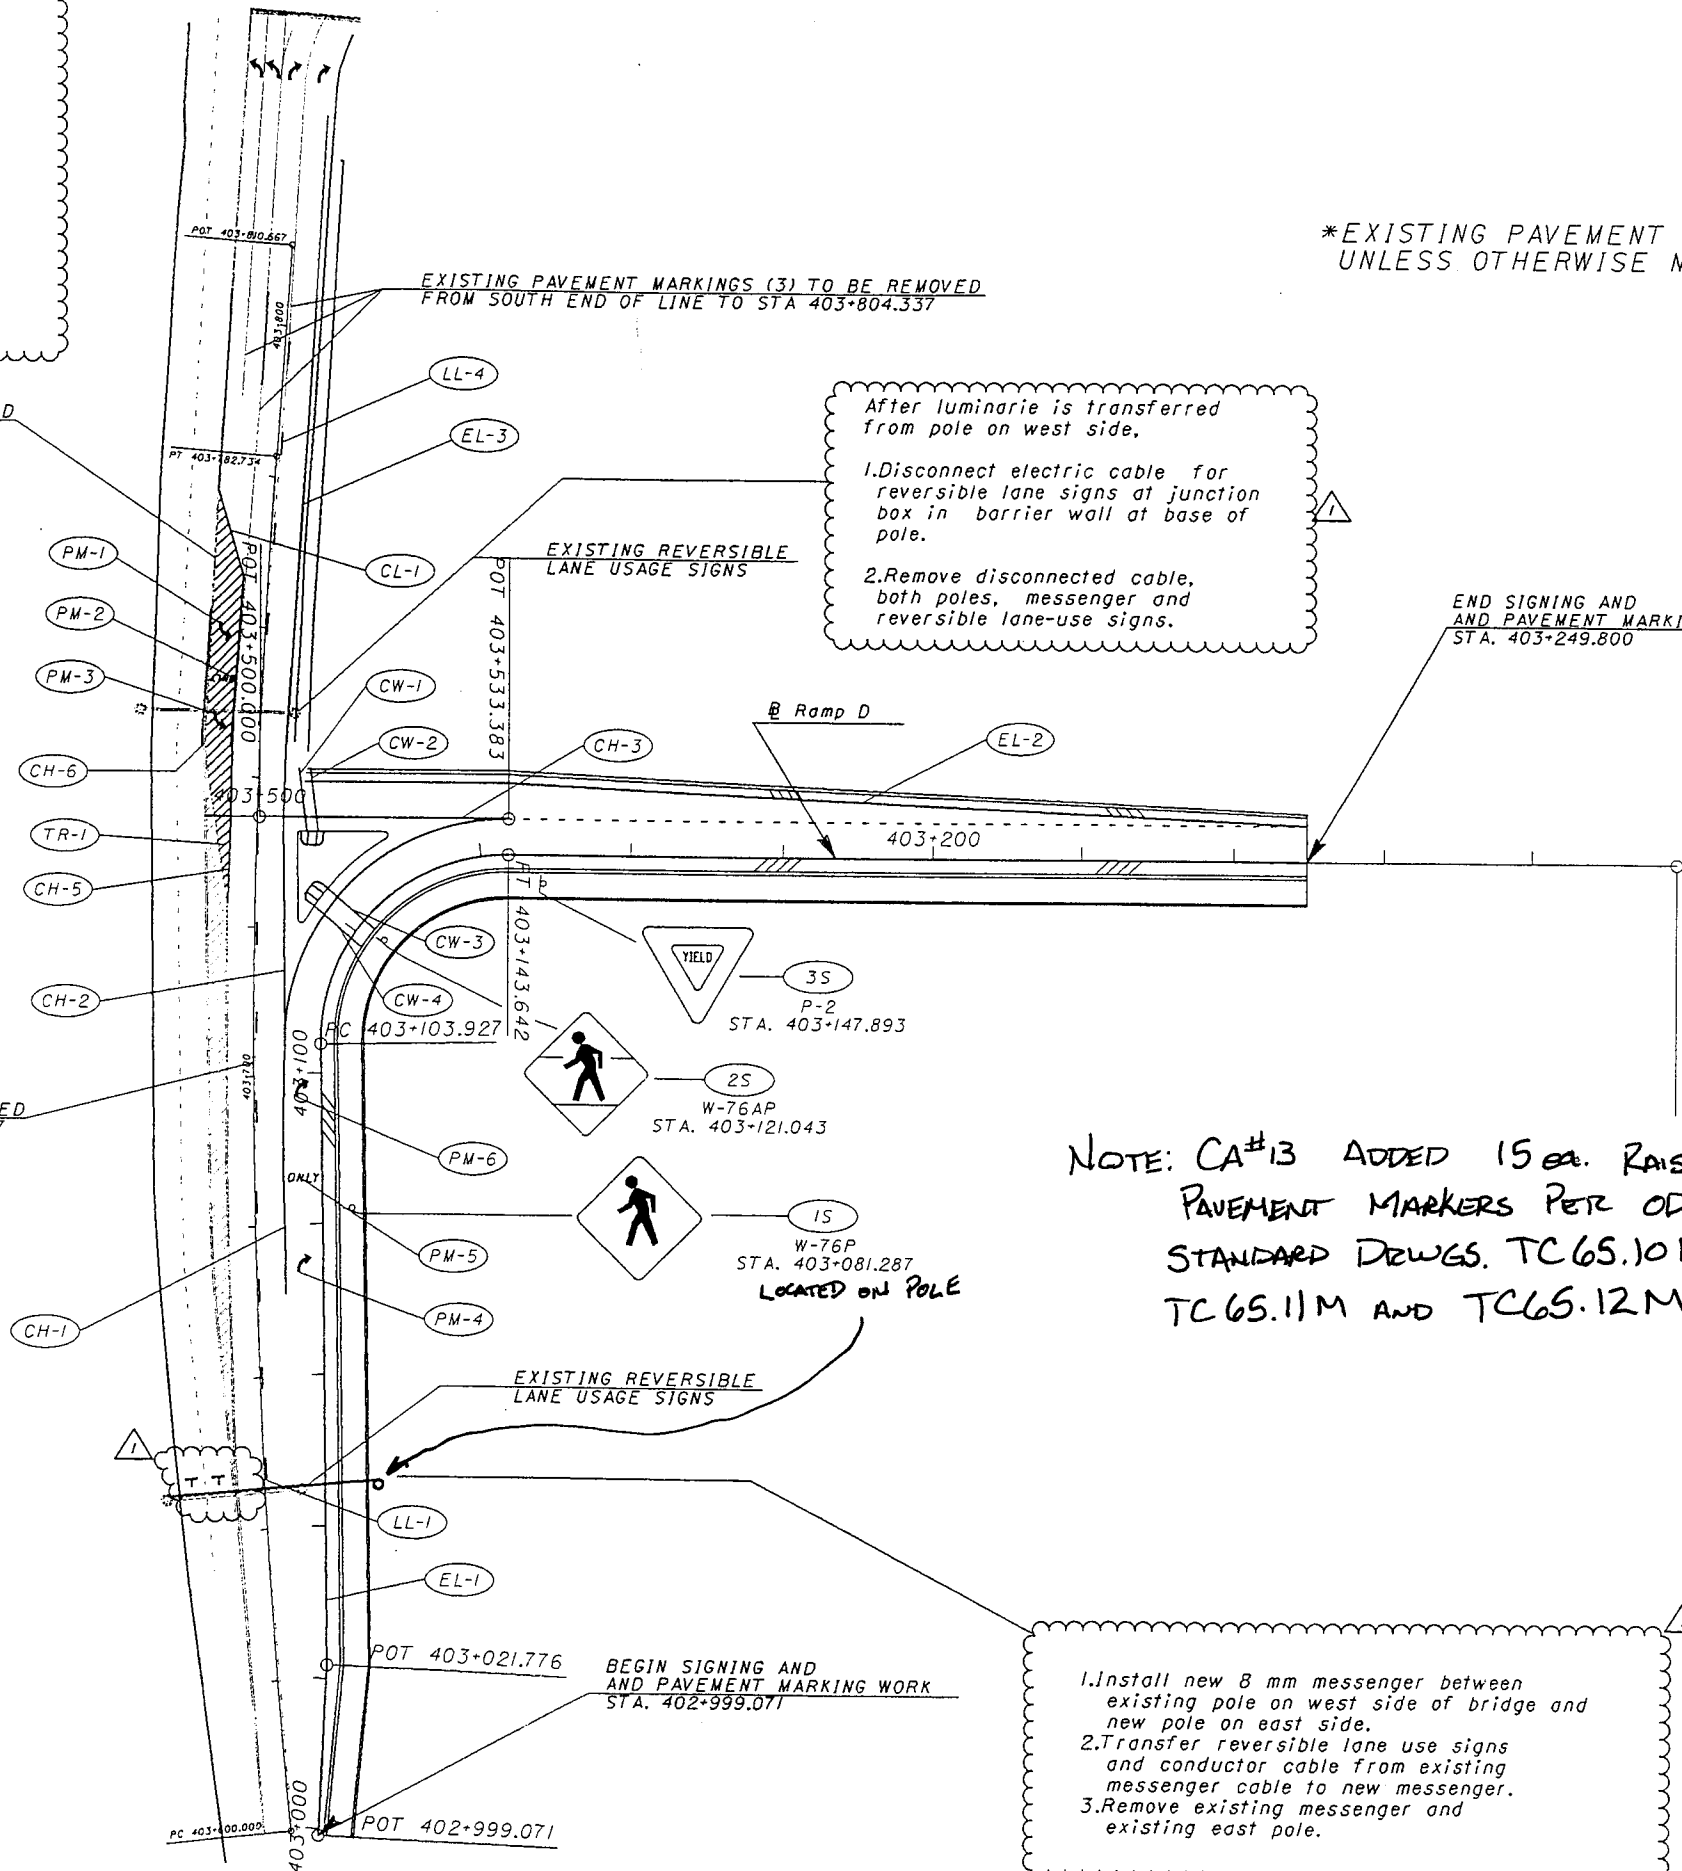 POT 403+810.667
*EXISTING PAVEMENT
UNLESS OTHERWISE
EXISTING PAVEMENT MARKINGS (3) TO BE REMOVED
FROM SOUTH END OF LINE TO STA 403+804.337
403+800
LL-4
D
EL-3
PT 403+782.734
After luminarie is transferred
from pole on west side,
1.Disconnect electric cable for
reversible lane signs at junction
box in barrier wall at base of
pole.
2.Remove disconnected cable,
both poles, messenger and
reversible lane-use signs.
1
PM-1
CL-1
EXISTING REVERSIBLE
LANE USAGE SIGNS
POT 403+500.000
POT 403+533.383
PM-2
END SIGNING AND
AND PAVEMENT
STA. 403+249.800
PM-3
CW-1
CW-2
CH-3
Ramp D
EL-2
CH-6
403+500
TR-1
403+200
CH-5
PT 403+143.642
CW-3
YIELD
3S
P-2
STA. 403+147.893
CH-2
CW-4
PC 403+103.927
403+100
2S
W-76AP
STA. 403+121.043
ED
PM-6
ONLY
NOTE: CA#13 ADDED 15 ea.
PAVEMENT MARKERS PER
STANDARD DRWGS. TC65.10
TC65.11M AND TC65.12M
1S
W-76P
STA. 403+081.287
LOCATED ON POLE
PM-5
PM-4
CH-1
EXISTING REVERSIBLE
LANE USAGE SIGNS
1
T T
LL-1
EL-1
POT 403+021.776
BEGIN SIGNING AND
AND PAVEMENT MARKING WORK
STA. 402+999.071
1.Install new 8 mm messenger between
existing pole on west side of bridge and
new pole on east side.
2.Transfer reversible lane use signs
and conductor cable from existing
messenger cable to new messenger.
3.Remove existing messenger and
existing east pole.
403+000
POT 402+999.071